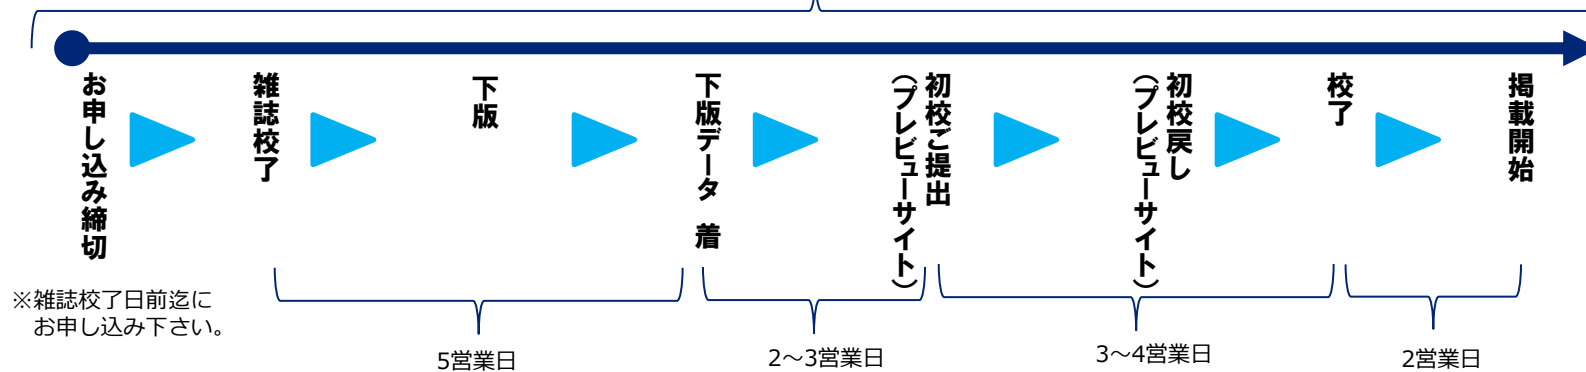 お申し込み締切
雑誌校了
下版
下版データ　着
初校ご提出
（プレビューサイト）
初校戻し
（プレビューサイト）
校了
掲載開始
※雑誌校了日前迄に
お申し込み下さい。
5営業日
2～3営業日
3～4営業日
2営業日